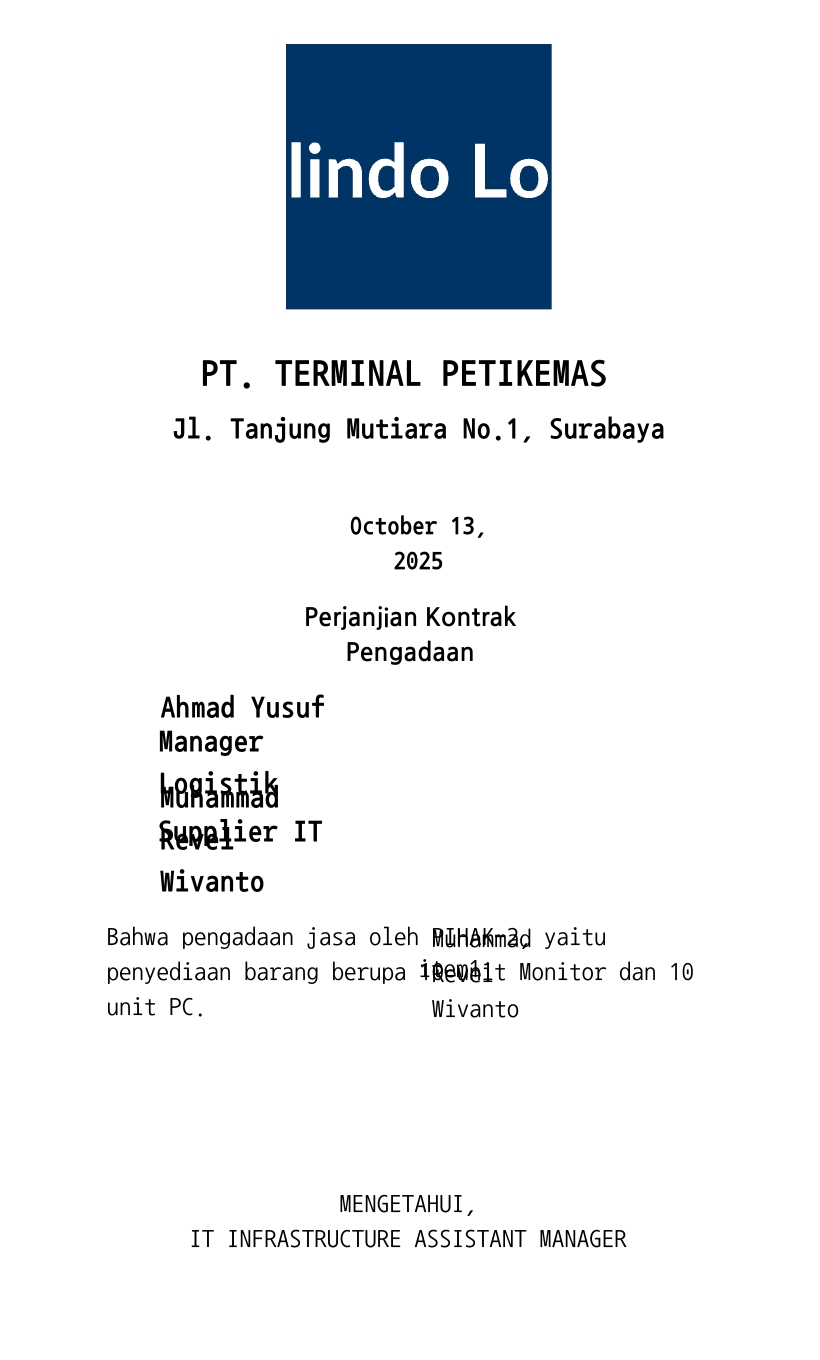 lindo Lo
PT. TERMINAL PETIKEMAS
Jl. Tanjung Mutiara No.1, Surabaya
October 13,
2025
Perjanjian Kontrak
Pengadaan
Ahmad Yusuf
Manager
Logistik
Muhammad
Supplier IT
Revel
Wivanto
Bahwa pengadaan jasa oleh PIHAK-2, yaitu
Muhammad
penyediaan barang berupa unit Monitor dan 10
Revel
unit PC.
Wivanto
MENGETAHUI,
IT INFRASTRUCTURE ASSISTANT MANAGER